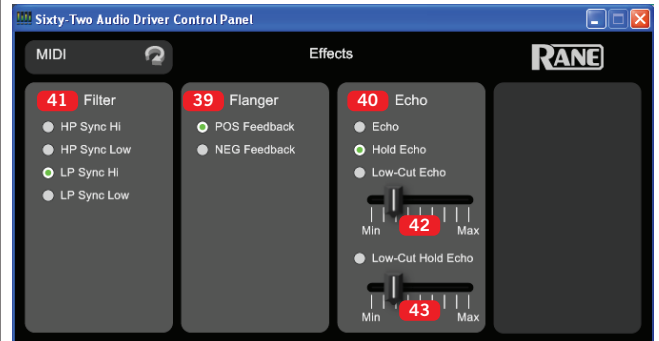 Sixty-Two Audio Driver Control Panel
MIDI
Effects
RANE
41 Filter
HP Sync Hi
HP Sync Low
LP Sync Hi
LP Sync Low
39 Flanger
POS Feedback
NEG Feedback
40 Echo
Echo
Hold Echo
Low-Cut Echo
Min 42 Max
Low-Cut Hold Echo
Min 43 Max